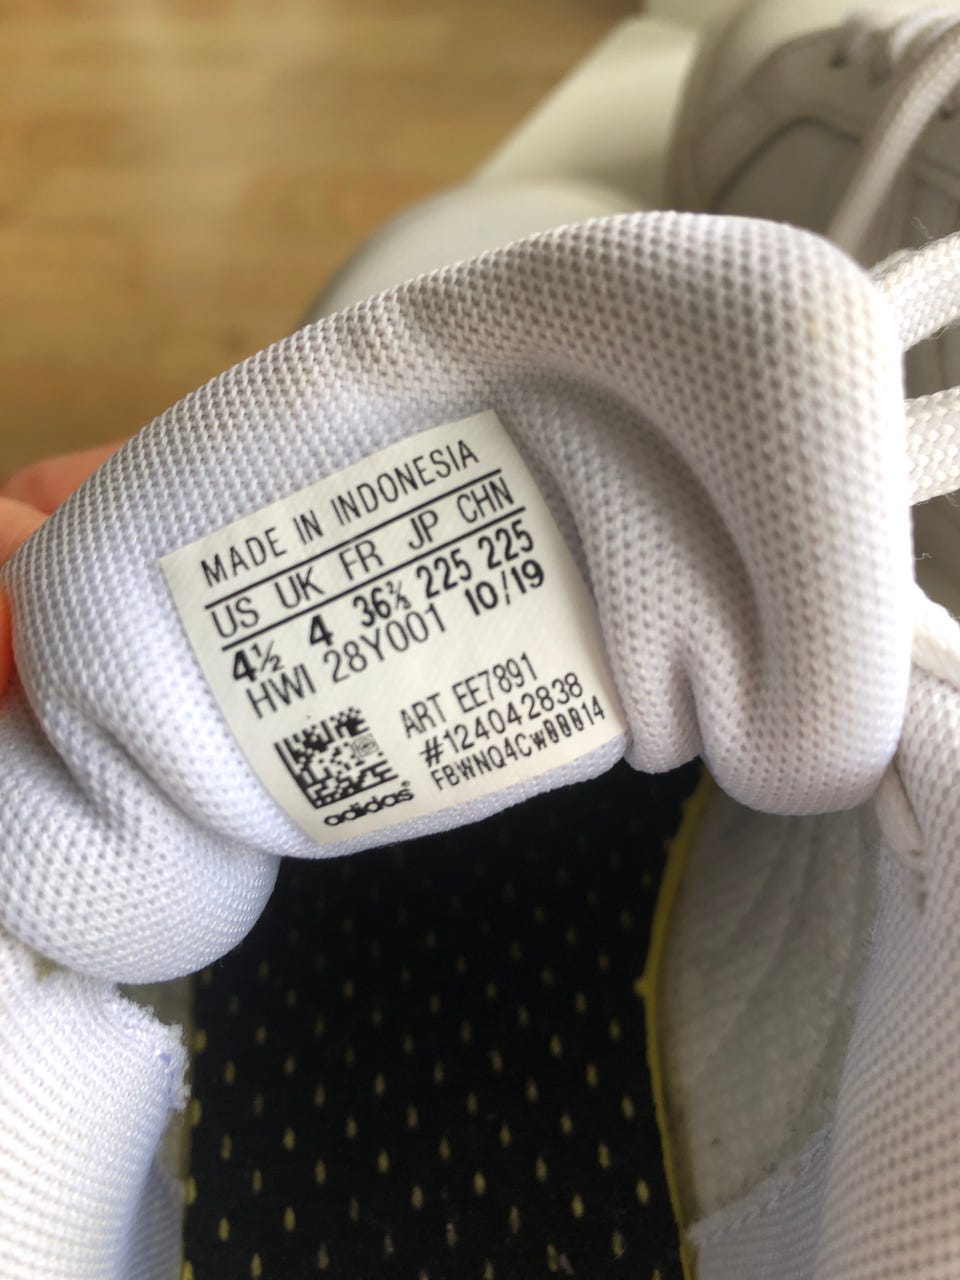 MADE IN INDONESIA
US UK FR JP CHN
4½ 4 36⅔ 225 225
HWI 28Y001 10/19
ART EE7891
#124042838
FBWNQ4CW00014
adidas